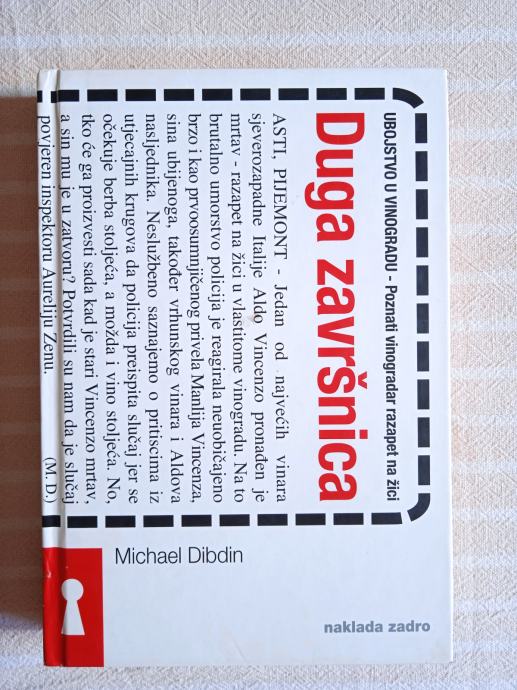 UBOJSTVO U VINOGRADU - Poznati vinogradar razapet na žici
Duga završnica
ASTI, PIJEMONT - Jedan od najvećih vinara
sjeverozapadne Italije Aldo Vincenzo pronađen je
mrtav - razapet na žici u vlastitome vinogradu. Na to
brutalno umorstvo policija je reagirala neuobičajeno
brzo i kao prvoosumnjičenog privela Manlija Vincenza,
sina ubijenoga, također vrhunskog vinara i Aldova
nasljednika. Neslužbeno saznajemo o pritiscima iz
utjecajnih krugova da policija preispita slučaj jer se
očekuje berba stoljeća, a možda i vino stoljeća. No,
tko će ga proizvesti sada kad je stari Vincenzo mrtav,
a sin mu je u zatvoru? Potvrdili su nam da je slučaj
povjeren inspektoru Aureliju Zenu. (M. D.)
Michael Dibdin
naklada zadro